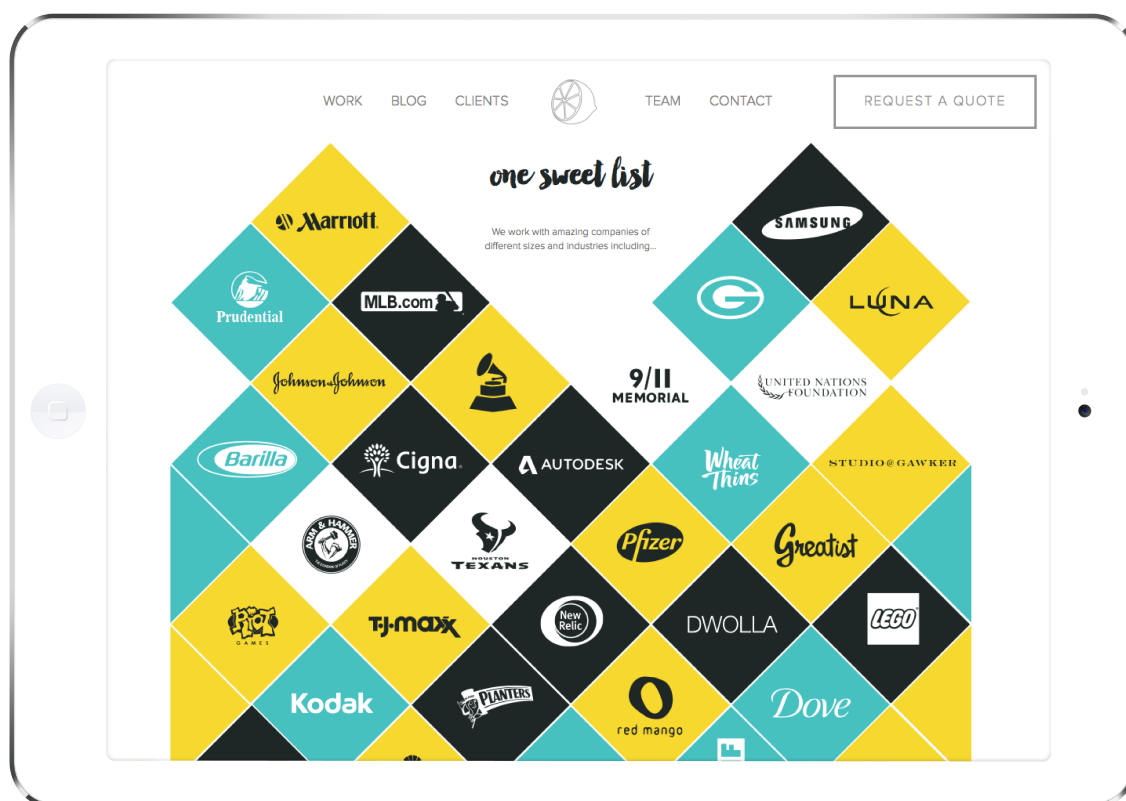 WORK BLOG CLIENTS TEAM CONTACT REQUEST A QUOTE
one sweet list
We work with amazing companies of
different sizes and industries including...
Marriott
SAMSUNG
Prudential
MLB.com
G
LUNA
Johnson & Johnson
9/11
MEMORIAL
UNITED NATIONS
FOUNDATION
Barilla
Cigna
AUTODESK
Wheat
Thins
STUDIO@GAWKER
ARM & HAMMER
HOUSTON
TEXANS
Pfizer
Greatist
RIOT
GAMES
T·J·maxx
New
Relic
DWOLLA
LEGO
Kodak
PLANTERS
red mango
Dove